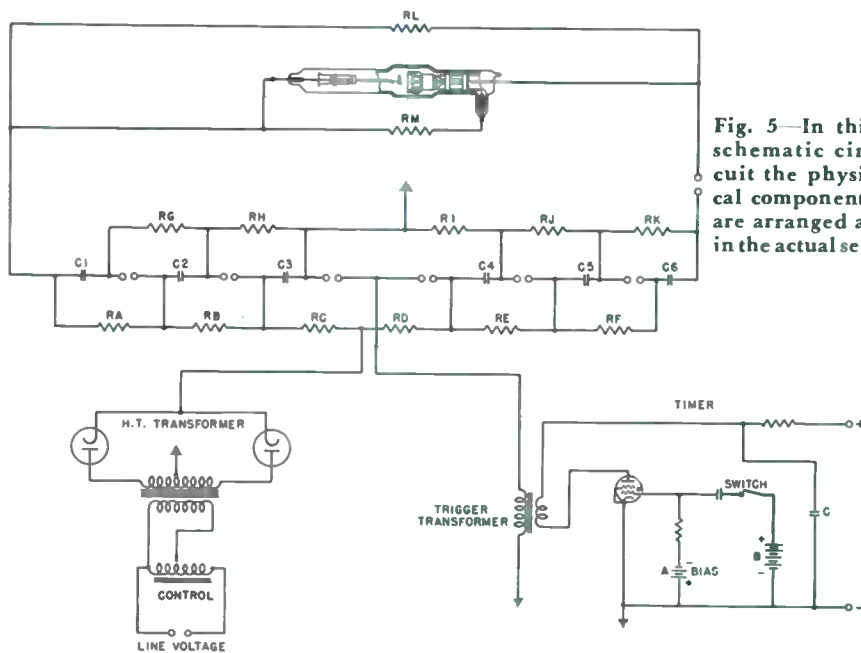 RL
RM
Fig. 5—In this
schematic cir-
cuit the physi-
cal components
are arranged a
in the actual se
RG RH RI RJ RK
C1 C2 C3 C4 C5 C6
RA RB RC RD RE RF
H.T. TRANSFORMER
TIMER
SWITCH
TRIGGER
TRANSFORMER
C
+
A - BIAS +
+ B -
-
CONTROL
LINE VOLTAGE